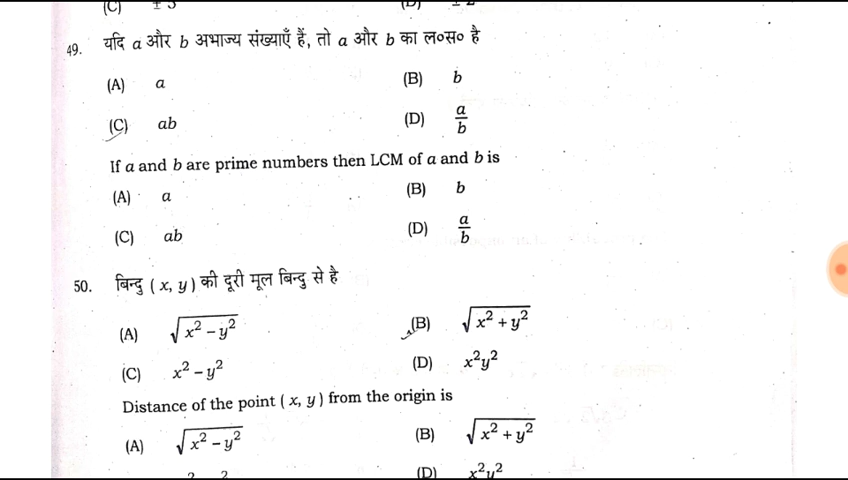 (C) ± 3 (D) ± 2
49. यदि a और b अभाज्य संख्याएँ हैं, तो a और b का ल०स० है
(A) a (B) b
(C) ab (D) a/b
If a and b are prime numbers then LCM of a and b is
(A) a (B) b
(C) ab (D) a/b
50. बिन्दु ( x, y ) की दूरी मूल बिन्दु से है
(A) √(x² – y²) (B) √(x² + y²)
(C) x² – y² (D) x²y²
Distance of the point ( x, y ) from the origin is
(A) √(x² – y²) (B) √(x² + y²)
(D) x²y²